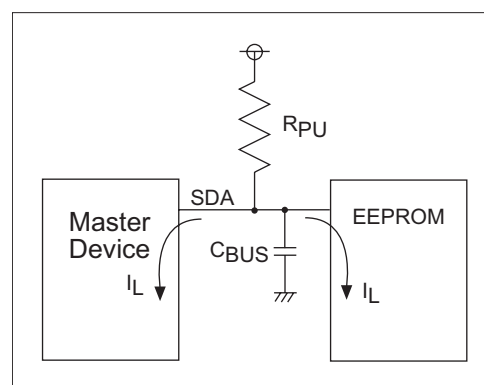 RPU
SDA
Master
Device
EEPROM
CBUS
IL
IL